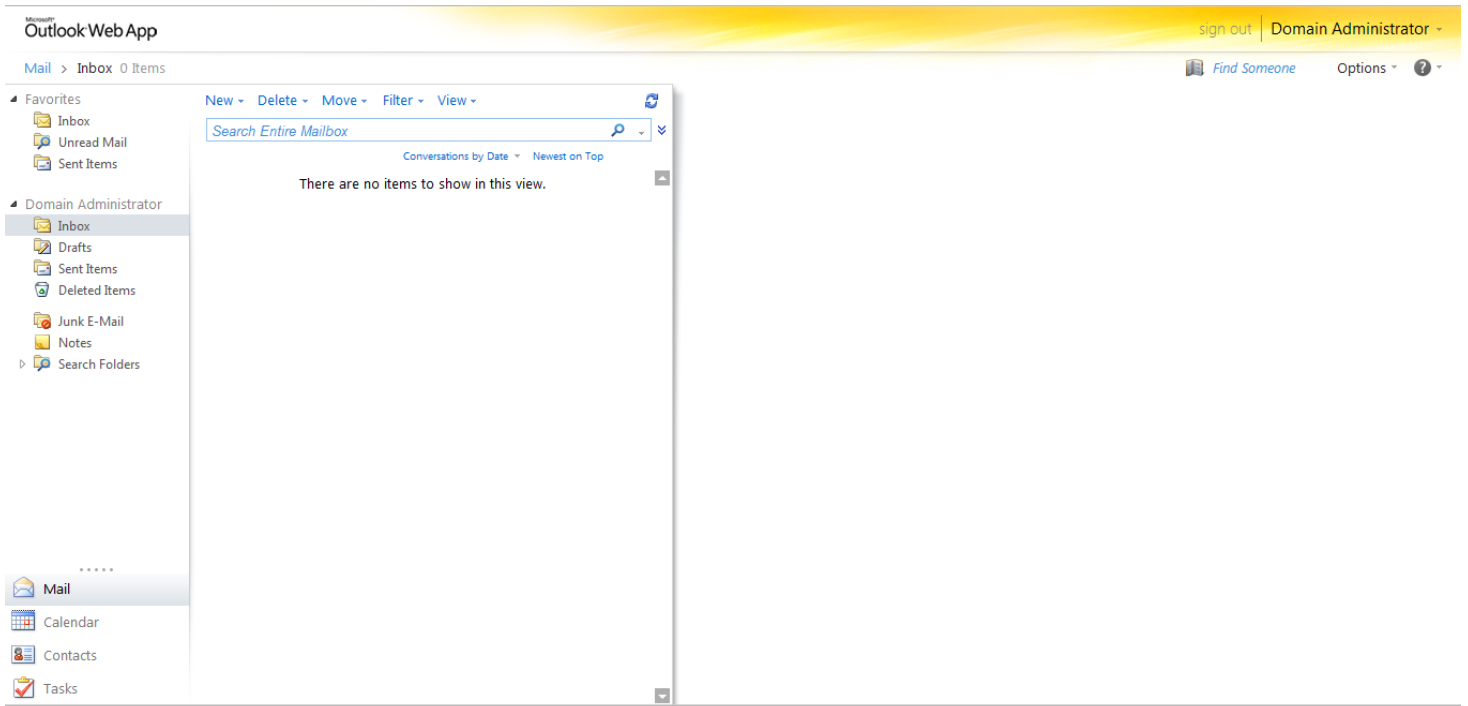 Microsoft®
Outlook Web App
sign out
Domain Administrator
Mail > Inbox 0 Items
Find Someone
Options
?
Favorites
Inbox
Unread Mail
Sent Items
Domain Administrator
Inbox
Drafts
Sent Items
Deleted Items
Junk E-Mail
Notes
Search Folders
Mail
Calendar
Contacts
Tasks
New Delete Move Filter View
Search Entire Mailbox
Conversations by Date Newest on Top
There are no items to show in this view.